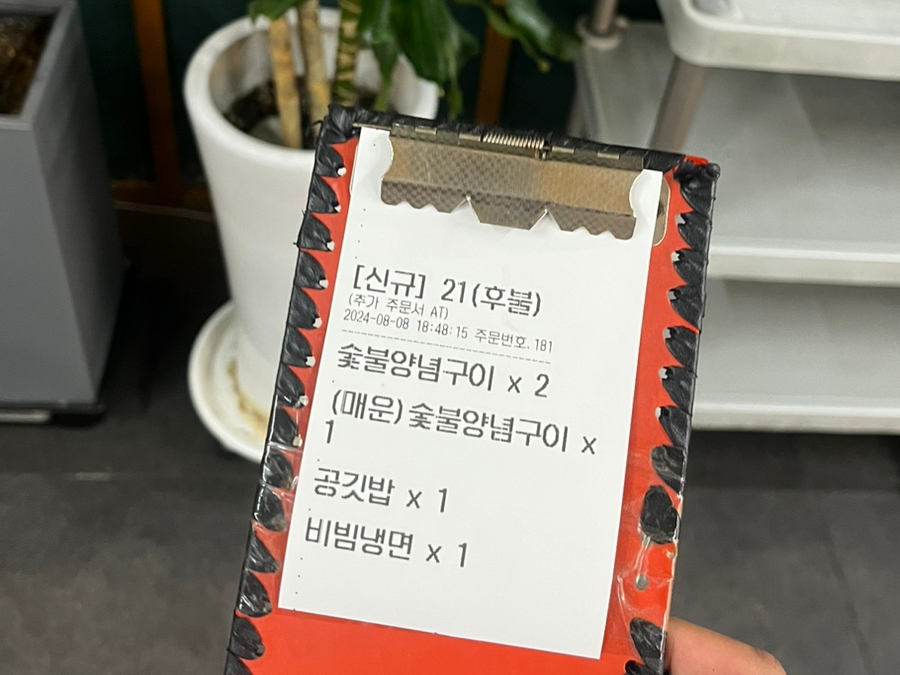 [신규] 21(후불)
(추가 주문서 AT)
2024-08-08 18:48:15 주문번호. 181
숯불양념구이 x 2
(매운)숯불양념구이 x
1
공깃밥 x 1
비빔냉면 x 1